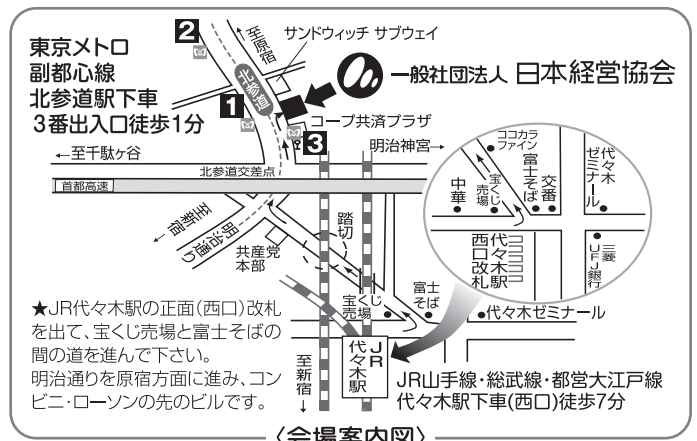 東京メトロ
副都心線
北参道駅下車
3番出入口徒歩1分
2
至原宿
サンドウィッチ サブウェイ
北参道
一般社団法人 日本経営協会
1
3
コープ共済プラザ
←至千駄ヶ谷
明治神宮→
北参道交差点
首都高速
至新宿
明治通り
共産党
本部
踏切
ココカラ
ファイン
代々木
ゼミナール
中華
宝くじ
売場
富士そば
交番
代々木駅
西口改札
三菱
UFJ銀行
宝くじ
売場
富士
そば
代々木ゼミナール
★JR代々木駅の正面(西口)改札
を出て、宝くじ売場と富士そばの
間の道を進んで下さい。
明治通りを原宿方面に進み、コン
ビニ・ローソンの先のビルです。
至新宿
JR
代々木駅
JR山手線・総武線・都営大江戸線
代々木駅下車(西口)徒歩7分
〈会場案内図〉